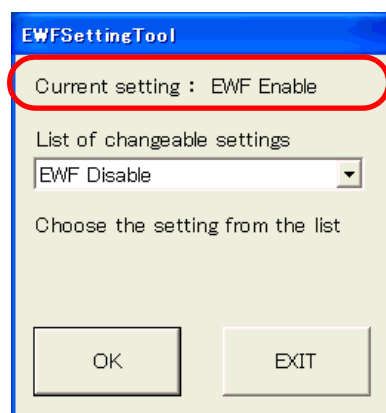 EWFSettingTool
Current setting : EWF Enable
List of changeable settings
EWF Disable
Choose the setting from the list
OK
EXIT